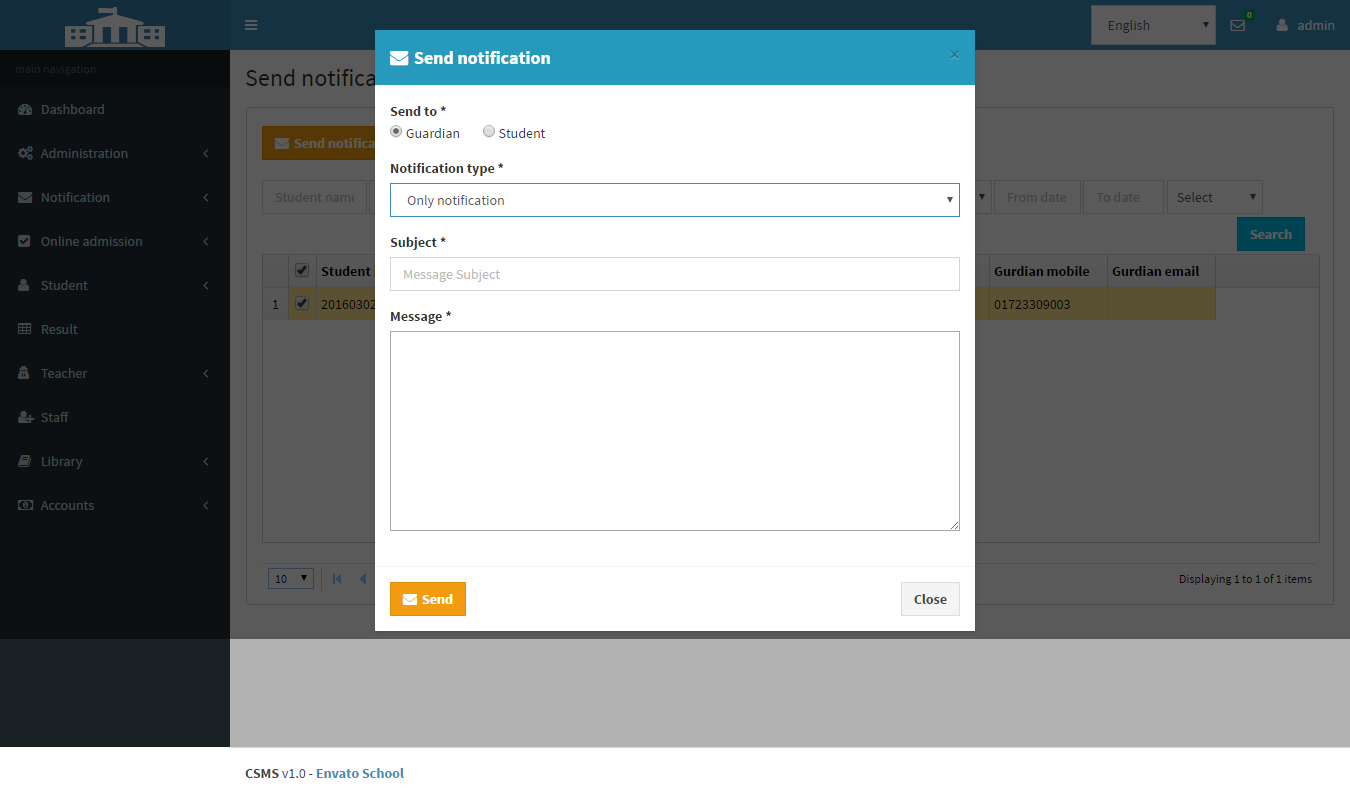 English
0
admin
Send notification
×
main navigation
Send notifica
Send to *
Dashboard
Guardian
Student
Send notifica
Administration
Notification type *
Notification
Student name
Only notification
From date
To date
Select
Subject *
Search
Online admission
Message Subject
Student
Gurdian mobile
Gurdian email
Student
1
20160302
01723309003
Message *
Result
Teacher
Staff
Library
Accounts
10
Displaying 1 to 1 of 1 items
Send
Close
CSMS v1.0 - Envato School